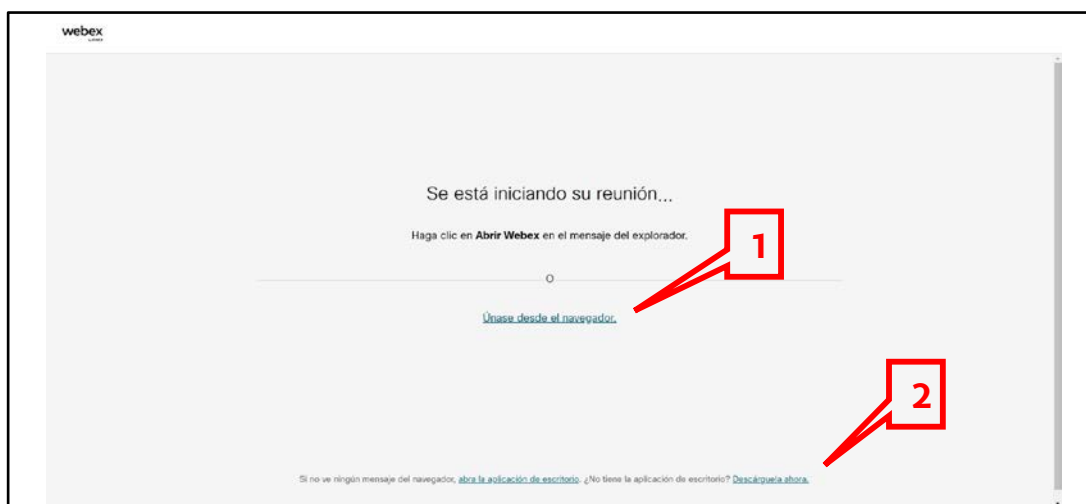 webex
Se está iniciando su reunión...
Haga clic en Abrir Webex en el mensaje del explorador.
1
O
Únase desde el navegador.
2
Si no ve ningún mensaje del navegador, abra la aplicación de escritorio. ¿No tiene la aplicación de escritorio? Descárguela ahora.